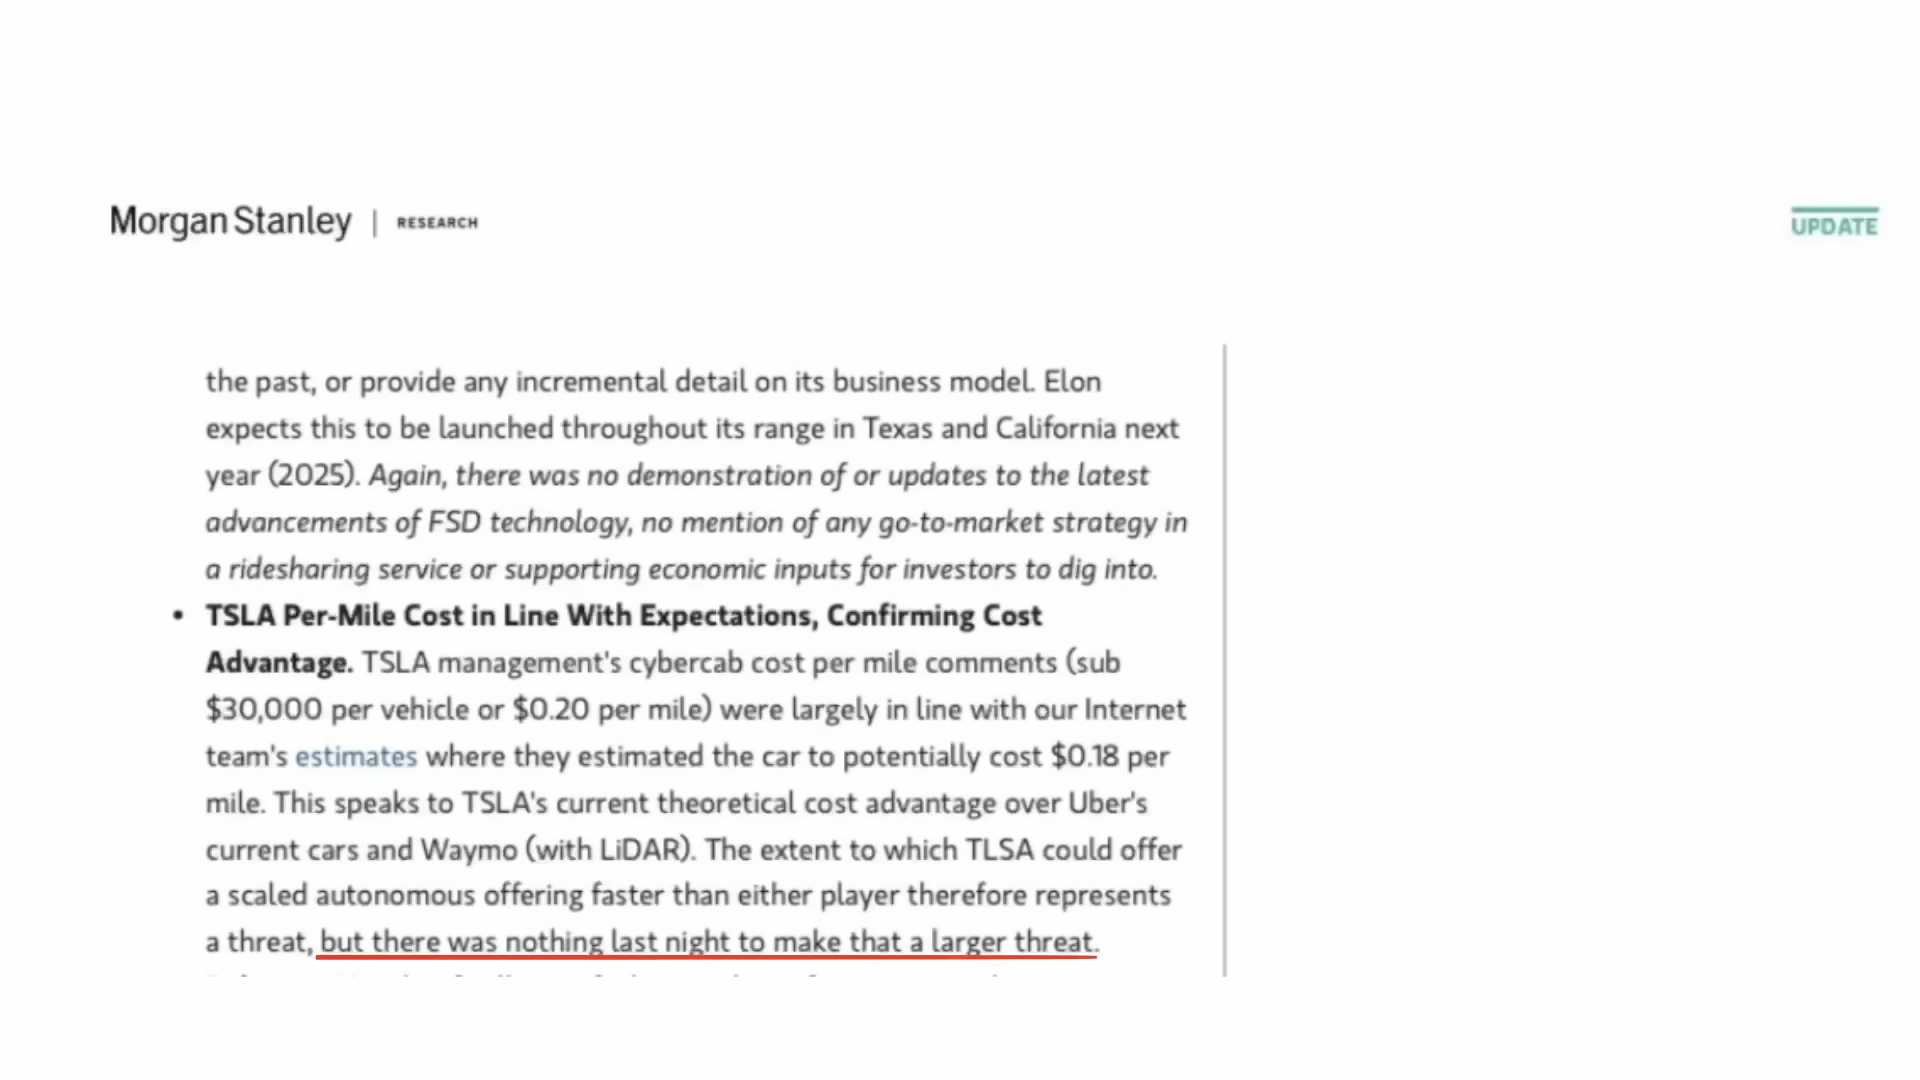 Morgan Stanley | RESEARCH
UPDATE
the past, or provide any incremental detail on its business model. Elon
expects this to be launched throughout its range in Texas and California next
year (2025). Again, there was no demonstration of or updates to the latest
advancements of FSD technology, no mention of any go-to-market strategy in
a ridesharing service or supporting economic inputs for investors to dig into.
• TSLA Per-Mile Cost in Line With Expectations, Confirming Cost
Advantage. TSLA management's cybercab cost per mile comments (sub
$30,000 per vehicle or $0.20 per mile) were largely in line with our Internet
team's estimates where they estimated the car to potentially cost $0.18 per
mile. This speaks to TSLA's current theoretical cost advantage over Uber's
current cars and Waymo (with LiDAR). The extent to which TLSA could offer
a scaled autonomous offering faster than either player therefore represents
a threat, but there was nothing last night to make that a larger threat.